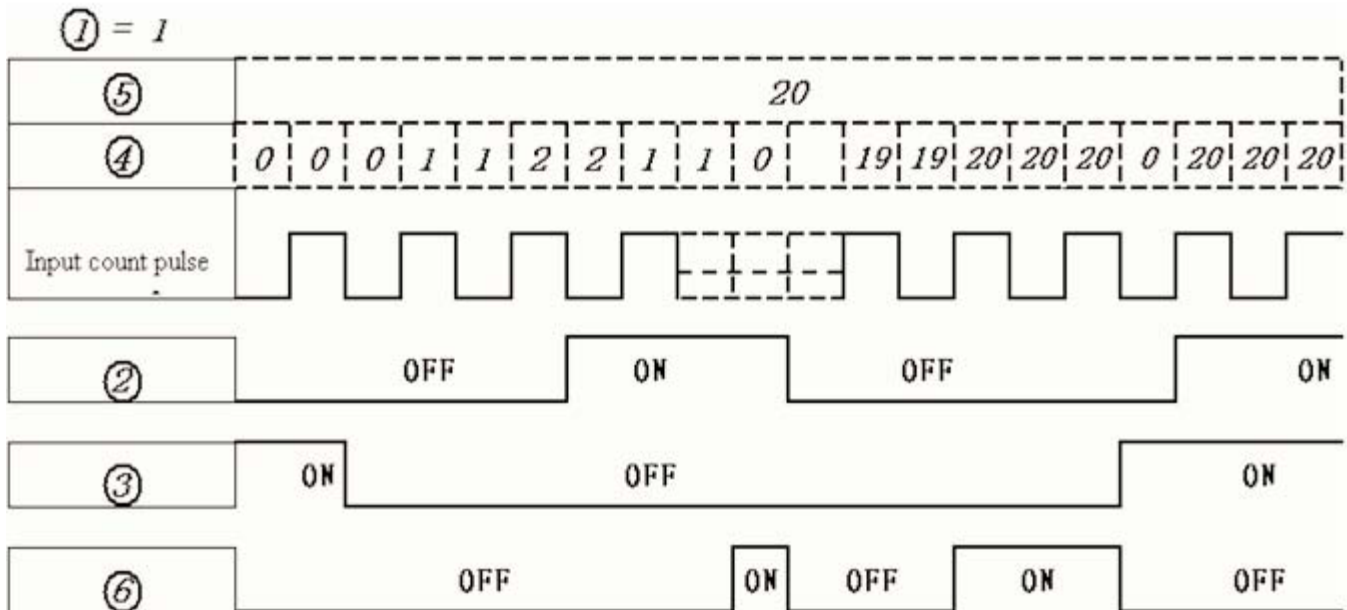 ① = 1
⑤ 20
④ 0 0 0 1 1 2 2 1 1 0 19 19 20 20 20 0 20 20 20
Input count pulse
② OFF ON OFF ON
③ ON OFF ON
⑥ OFF ON OFF ON OFF